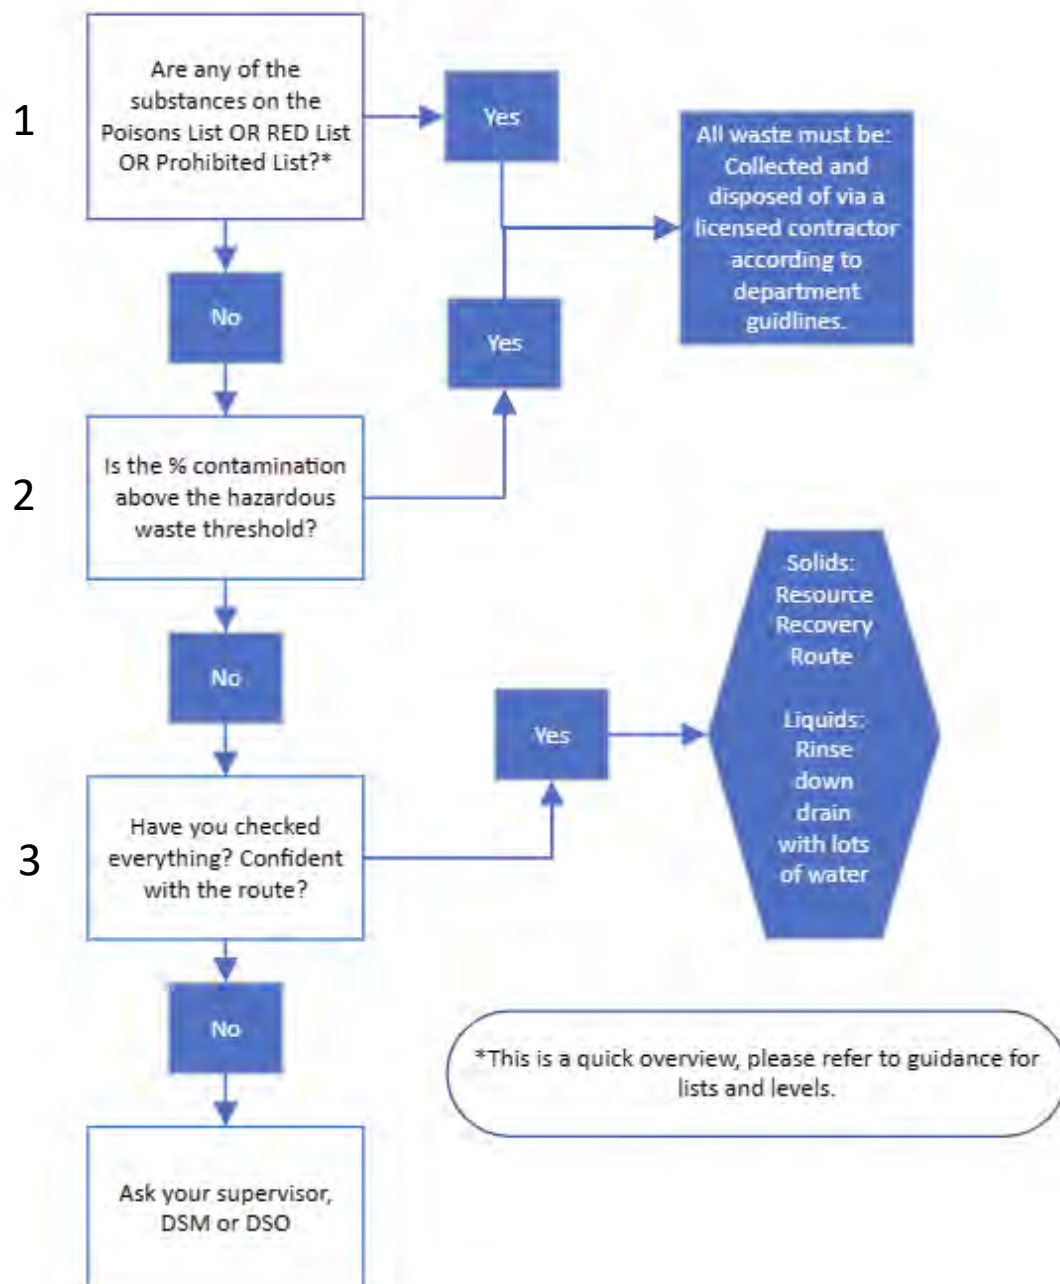 1
Are any of the
substances on the
Poisons List OR RED List
OR Prohibited List?*
Yes
All waste must be:
Collected and
disposed of via a
licensed contractor
according to
department
guidlines.
No
Yes
2
Is the % contamination
above the hazardous
waste threshold?
No
Solids:
Resource
Recovery
Route
Liquids:
Rinse
down
drain
with lots
of water
Yes
3
Have you checked
everything? Confident
with the route?
No
*This is a quick overview, please refer to guidance for
lists and levels.
Ask your supervisor,
DSM or DSO